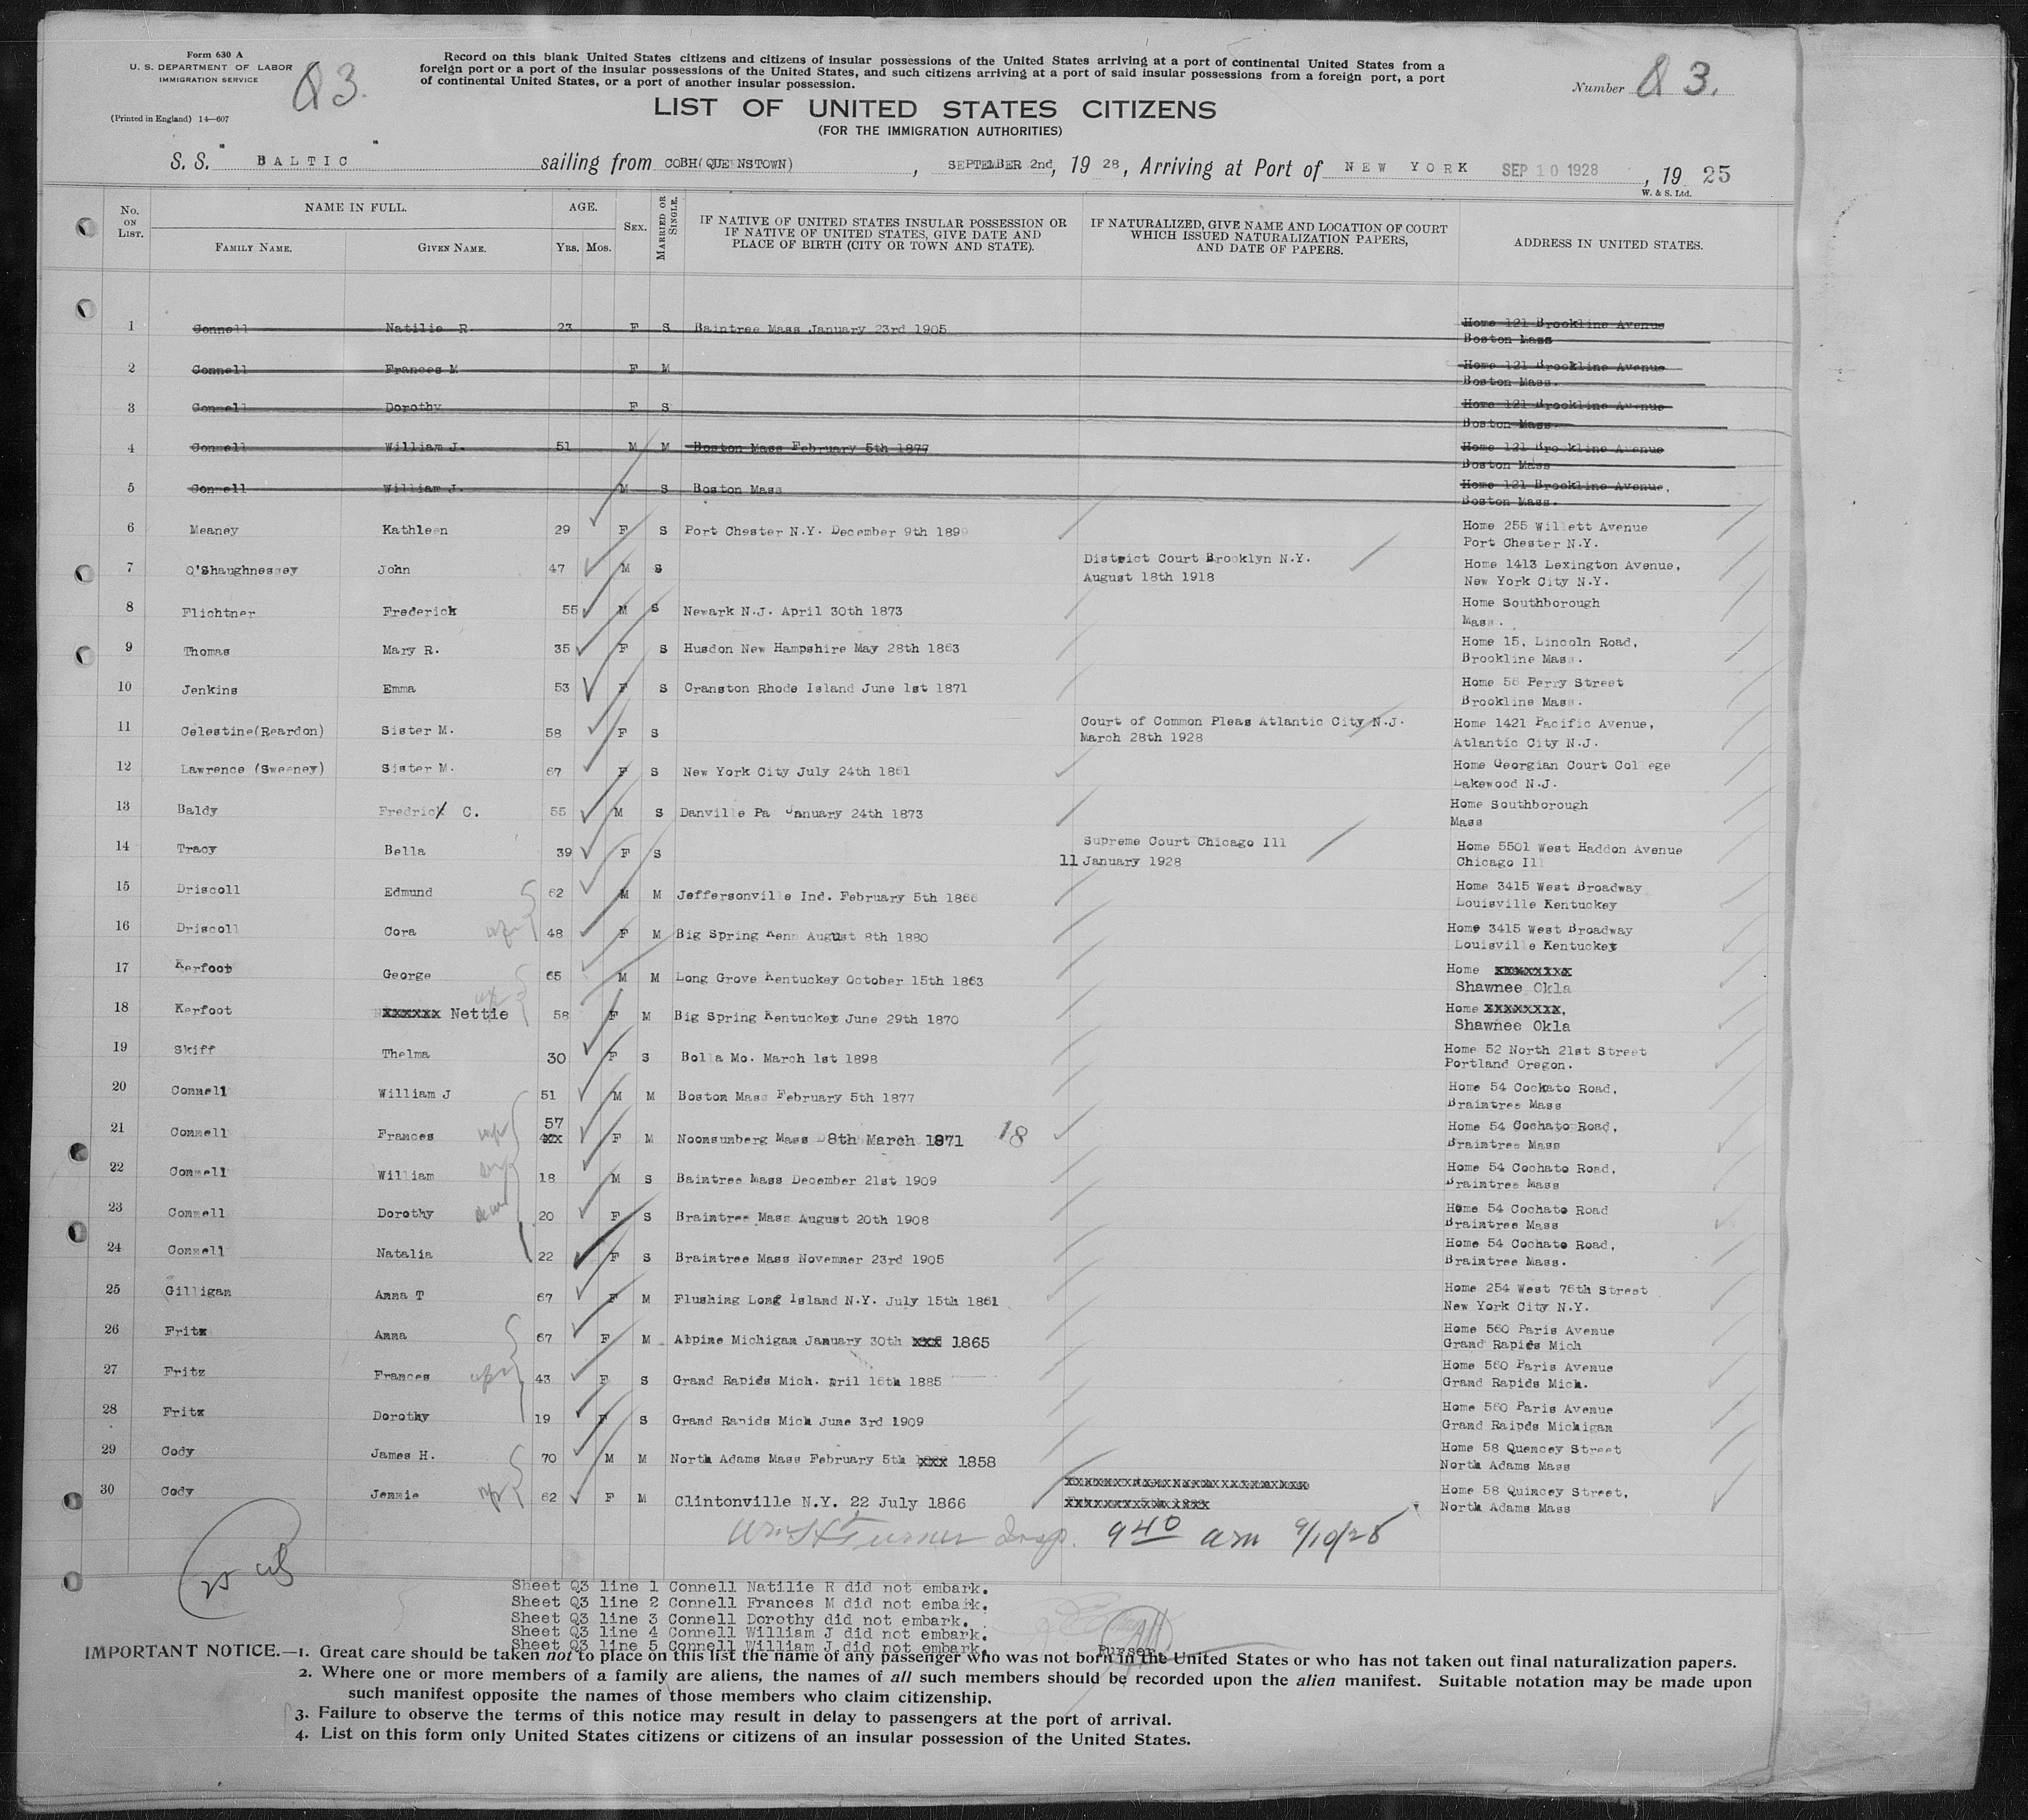 Form 630 A
U. S. DEPARTMENT OF LABOR
IMMIGRATION SERVICE
(Printed in England) 14—607
Q3.
Record on this blank United States citizens and citizens of insular possessions of the United States arriving at a port of continental United States from a
foreign port or a port of the insular possessions of the United States, and such citizens arriving at a port of said insular possessions from a foreign port, a port
of continental United States, or a port of another insular possession.
LIST OF UNITED STATES CITIZENS
(FOR THE IMMIGRATION AUTHORITIES)
Number Q 3.
S. S. " BALTIC " sailing from COBH(QUEENSTOWN) , SEPTELBER 2nd, 19 28 , Arriving at Port of NEW YORK SEP 10 1928 , 19 25
W. & S. Ltd.
No. ON LIST. NAME IN FULL. AGE. SEX. MARRIED OR SINGLE. IF NATIVE OF UNITED STATES INSULAR POSSESSION OR IF NATIVE OF UNITED STATES, GIVE DATE AND PLACE OF BIRTH (CITY OR TOWN AND STATE). IF NATURALIZED, GIVE NAME AND LOCATION OF COURT WHICH ISSUED NATURALIZATION PAPERS, AND DATE OF PAPERS. ADDRESS IN UNITED STATES.
FAMILY NAME. GIVEN NAME. Yrs. Mos.
1 Connell Natilie R. 23 F S Baintree Mass January 23rd 1905 Home 121 Brookline Avenue
Boston Mass
2 Connell Frances M F M Home 121 Brookline Avenue
Boston Mass.
3 Connell Dorothy F S Home 121 Brookline Avenue
Boston Mass.
4 Connell William J. 51 M M Boston Mass February 5th 1877 Home 121 Brookline Avenue
Boston Mass
5 Connell William J. M S Boston Mass Home 121 Brookline Avenue,
Boston Mass.
6 Meaney Kathleen 29 F S Port Chester N.Y. December 9th 1899 Home 255 Willett Avenue
Port Chester N.Y.
7 O'Shaughnessey John 47 M S District Court Brooklyn N.Y. Home 1413 Lexington Avenue,
August 18th 1918 New York City N.Y.
8 Flichtner Frederick 55 M S Newark N.J. April 30th 1873 Home Southborough
Mass.
9 Thomas Mary R. 35 F S Husdon New Hampshire May 28th 1863 Home 15, Lincoln Road,
Brookline Mass.
10 Jenkins Emma 53 F S Cranston Rhode Island June 1st 1871 Home 56 Perry Street
Brookline Mass.
11 Celestine(Reardon) Sister M. 58 F S Court of Common Pleas Atlantic City N.J. Home 1421 Pacific Avenue,
March 28th 1928 Atlantic City N.J.
12 Lawrence (Sweeney) Sister M. 67 F S New York City July 24th 1861 Home Georgian Court College
Lakewood N.J.
13 Baldy Fredrick C. 55 M S Danville Pa January 24th 1873 Home Southborough
Mass
14 Tracy Bella 39 F S Supreme Court Chicago Ill Home 5501 West Haddon Avenue
11 January 1928 Chicago Ill
15 Driscoll Edmund 62 M M Jeffersonville Ind. February 5th 1866 Home 3415 West Broadway
Louisville Kentucky
16 Driscoll Cora wife 48 F M Big Spring Kenn August 8th 1880 Home 3415 West Broadway
Louisville Kentuckey
17 Kerfoot George 65 M M Long Grove Kentuckey October 15th 1863 Home xxxxxxxx
Shawnee Okla
18 Kerfoot xxxxxx Nettie 58 F M Big Spring Kentuckey June 29th 1870 Home xxxxxxxx,
Shawnee Okla
19 Skiff Thelma 30 F S Bolla Mo. March 1st 1898 Home 52 North 21st Street
Portland Oregon.
20 Connell William J 51 M M Boston Mass February 5th 1877 Home 54 Cockato Road,
Braintree Mass
21 Connell Frances wife 57 xx F M Noomsumberg Mass 8th March 1871 18 Home 54 Cochato Road,
Braintree Mass
22 Connell William 18 M S Baintree Mass December 21st 1909 Home 54 Cochato Road,
Braintree Mass
23 Connell Dorothy 20 F S Braintree Mass August 20th 1908 Home 54 Cochato Road
Braintree Mass
24 Connell Natalia 22 F S Braintree Mass Novemner 23rd 1905 Home 54 Cochato Road,
Braintree Mass.
25 Gilligan Anna T 67 F M Flushing Long Island N.Y. July 15th 1861 Home 254 West 76th Street
New York City N.Y.
26 Fritz Anna 67 F M Alpine Michigan January 30th xxx 1865 Home 560 Paris Avenue
Grand Rapids Mich
27 Fritz Frances 43 F S Grand Rapids Mich. pril 16th 1885 Home 560 Paris Avenue
Grand Rapids Mich.
28 Fritz Dorothy 19 F S Grand Ranids Mich June 3rd 1909 Home 560 Paris Avenue
Grand Raipds Michigan
29 Cody James H. 70 M M North Adams Mass February 5th xxx 1858 Home 58 Quencey Street
North Adams Mass
30 Cody Jennie wife 62 F M Clintonville N.Y. 22 July 1866 Home 58 Quincey Street,
North Adams Mass
Wm H Turner Insp. 9 40 am 9/10/28
25
Sheet Q3 line 1 Connell Natilie R did not embark.
Sheet Q3 line 2 Connell Frances M did not embark.
Sheet Q3 line 3 Connell Dorothy did not embark.
Sheet Q3 line 4 Connell William J did not embark.
Sheet Q3 line 5 Connell William J.did not embark.
Purser
IMPORTANT NOTICE.—1. Great care should be taken not to place on this list the name of any passenger who was not born in the United States or who has not taken out final naturalization papers.
2. Where one or more members of a family are aliens, the names of all such members should be recorded upon the alien manifest. Suitable notation may be made upon
such manifest opposite the names of those members who claim citizenship.
3. Failure to observe the terms of this notice may result in delay to passengers at the port of arrival.
4. List on this form only United States citizens or citizens of an insular possession of the United States.